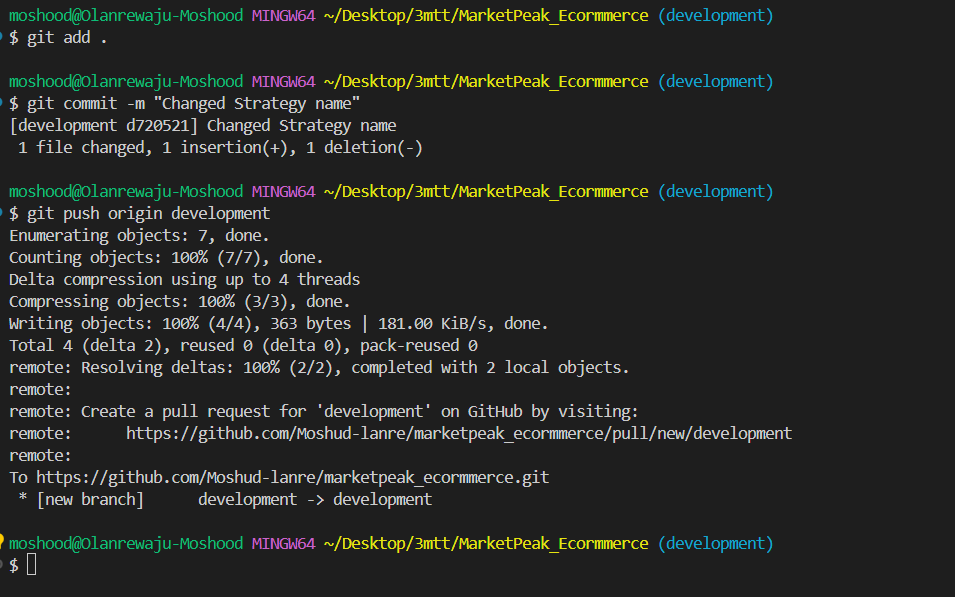 moshood@Olanrewaju-Moshood MINGW64 ~/Desktop/3mtt/MarketPeak_Ecormmerce (development)
$ git add .
moshood@Olanrewaju-Moshood MINGW64 ~/Desktop/3mtt/MarketPeak_Ecormmerce (development)
$ git commit -m "Changed Strategy name"
[development d720521] Changed Strategy name
 1 file changed, 1 insertion(+), 1 deletion(-)
moshood@Olanrewaju-Moshood MINGW64 ~/Desktop/3mtt/MarketPeak_Ecormmerce (development)
$ git push origin development
Enumerating objects: 7, done.
Counting objects: 100% (7/7), done.
Delta compression using up to 4 threads
Compressing objects: 100% (3/3), done.
Writing objects: 100% (4/4), 363 bytes | 181.00 KiB/s, done.
Total 4 (delta 2), reused 0 (delta 0), pack-reused 0
remote: Resolving deltas: 100% (2/2), completed with 2 local objects.
remote:
remote: Create a pull request for 'development' on GitHub by visiting:
remote:      https://github.com/Moshud-lanre/marketpeak_ecormmerce/pull/new/development
remote:
To https://github.com/Moshud-lanre/marketpeak_ecormmerce.git
 * [new branch]      development -> development
moshood@Olanrewaju-Moshood MINGW64 ~/Desktop/3mtt/MarketPeak_Ecormmerce (development)
$